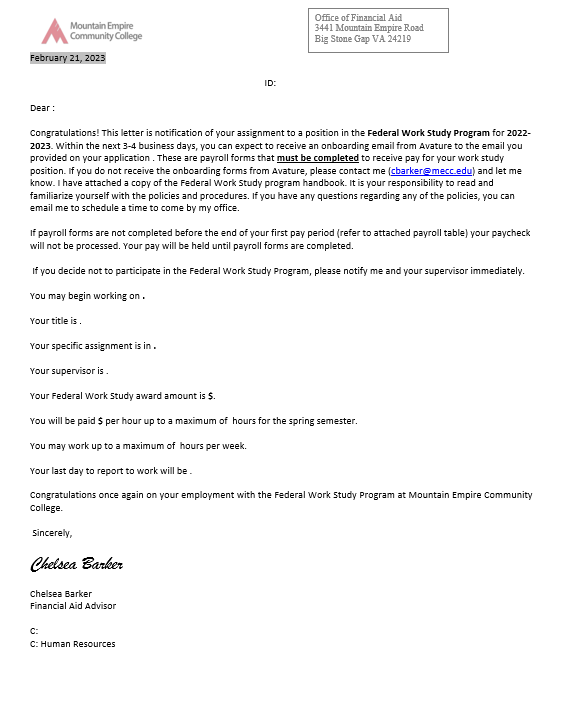 Mountain Empire
Community College
Office of Financial Aid
3441 Mountain Empire Road
Big Stone Gap VA 24219
February 21, 2023
ID:
Dear :
Congratulations! This letter is notification of your assignment to a position in the Federal Work Study Program for 2022-
2023. Within the next 3-4 business days, you can expect to receive an onboarding email from Avature to the email you
provided on your application . These are payroll forms that must be completed to receive pay for your work study
position. If you do not receive the onboarding forms from Avature, please contact me (cbarker@mecc.edu) and let me
know. I have attached a copy of the Federal Work Study program handbook. It is your responsibility to read and
familiarize yourself with the policies and procedures. If you have any questions regarding any of the policies, you can
email me to schedule a time to come by my office.
If payroll forms are not completed before the end of your first pay period (refer to attached payroll table) your paycheck
will not be processed. Your pay will be held until payroll forms are completed.
If you decide not to participate in the Federal Work Study Program, please notify me and your supervisor immediately.
You may begin working on .
Your title is .
Your specific assignment is in .
Your supervisor is .
Your Federal Work Study award amount is $.
You will be paid $ per hour up to a maximum of  hours for the spring semester.
You may work up to a maximum of  hours per week.
Your last day to report to work will be .
Congratulations once again on your employment with the Federal Work Study Program at Mountain Empire Community
College.
Sincerely,
Chelsea Barker
Chelsea Barker
Financial Aid Advisor
C:
C: Human Resources